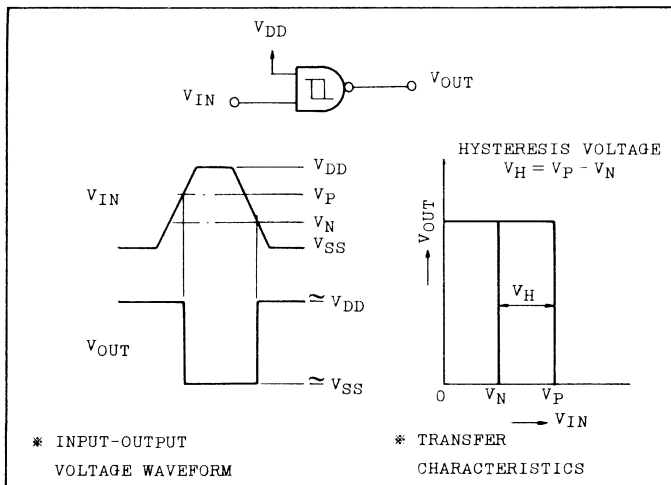 VDD
VIN
VOUT
HYSTERESIS VOLTAGE
VH = VP - VN
VIN
VDD
VP
VN
VSS
VOUT
≃ VDD
≃ VSS
VOUT
VH
0
VN
VP
VIN
※ INPUT-OUTPUT
VOLTAGE WAVEFORM
※ TRANSFER
CHARACTERISTICS